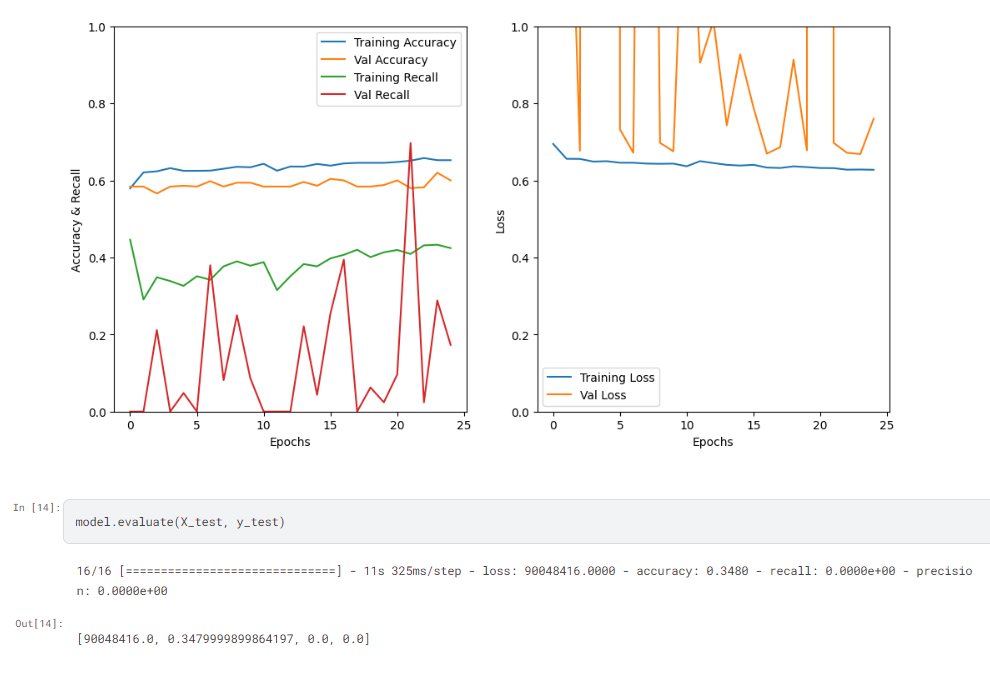 1.0
0.8
0.6
0.4
0.2
0.0
Accuracy & Recall
Training Accuracy
Val Accuracy
Training Recall
Val Recall
0 5 10 15 20 25
Epochs
1.0
0.8
0.6
0.4
0.2
0.0
Loss
Training Loss
Val Loss
0 5 10 15 20 25
Epochs
In [14]:
model.evaluate(X_test, y_test)
16/16 [==============================] - 11s 325ms/step - loss: 90048416.0000 - accuracy: 0.3480 - recall: 0.0000e+00 - precisio
n: 0.0000e+00
Out[14]:
[90048416.0, 0.3479999899864197, 0.0, 0.0]